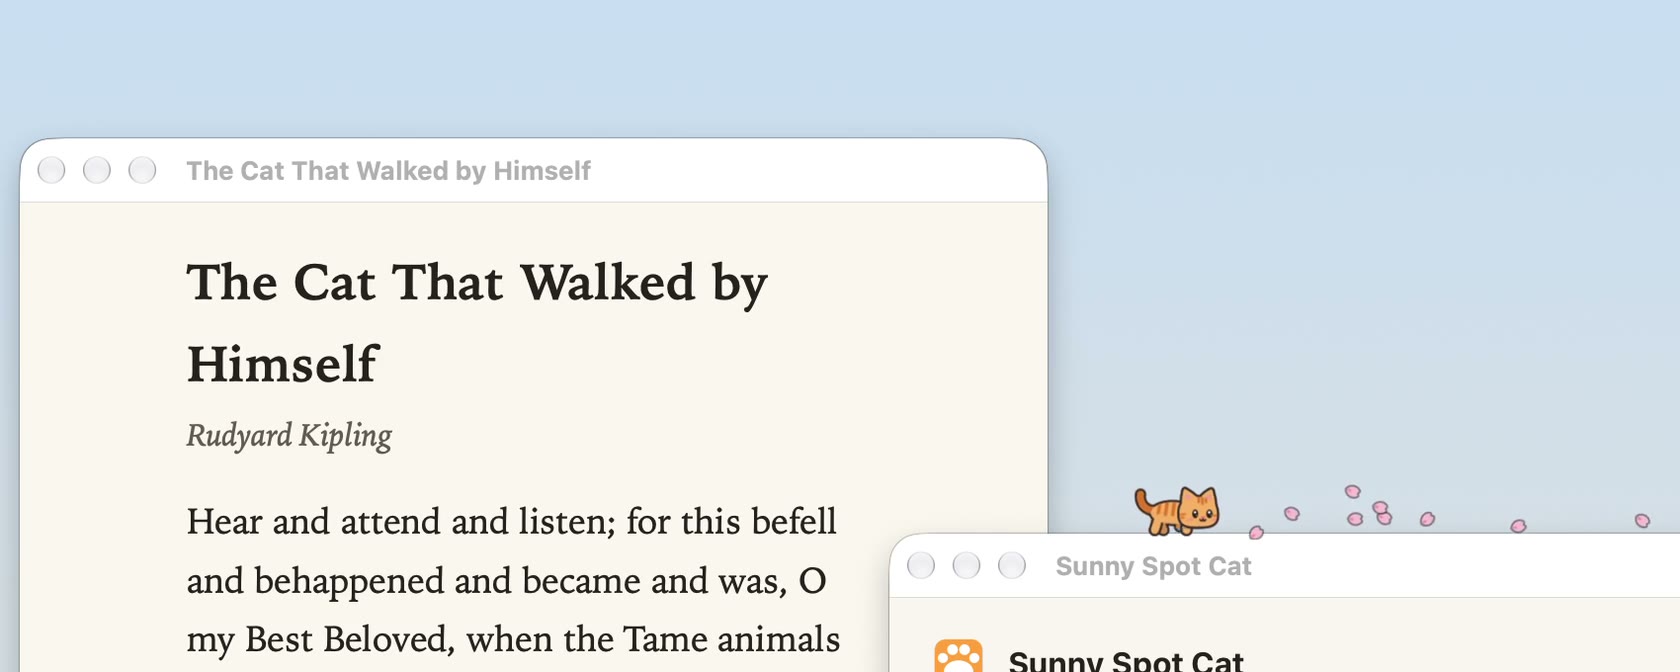 The Cat That Walked by Himself
The Cat That Walked by
Himself
Rudyard Kipling
Hear and attend and listen; for this befell
and behappened and became and was, O
my Best Beloved, when the Tame animals
Sunny Spot Cat
Sunny Spot Cat